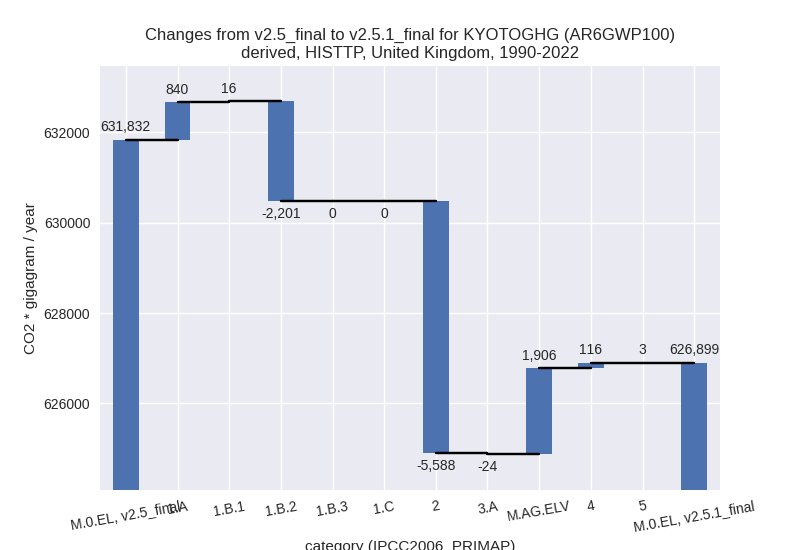 Changes from v2.5_final to v2.5.1_final for KYOTOGHG (AR6GWP100)
derived, HISTTP, United Kingdom, 1990-2022
CO2 * gigagram / year
632000
630000
628000
626000
631,832
840
16
-2,201
0
0
-5,588
-24
1,906
116
3
626,899
M.0.EL, v2.5_final
1.A
1.B.1
1.B.2
1.B.3
1.C
2
3.A
M.AG.ELV
4
5
M.0.EL, v2.5.1_final
category (IPCC2006_PRIMAP)